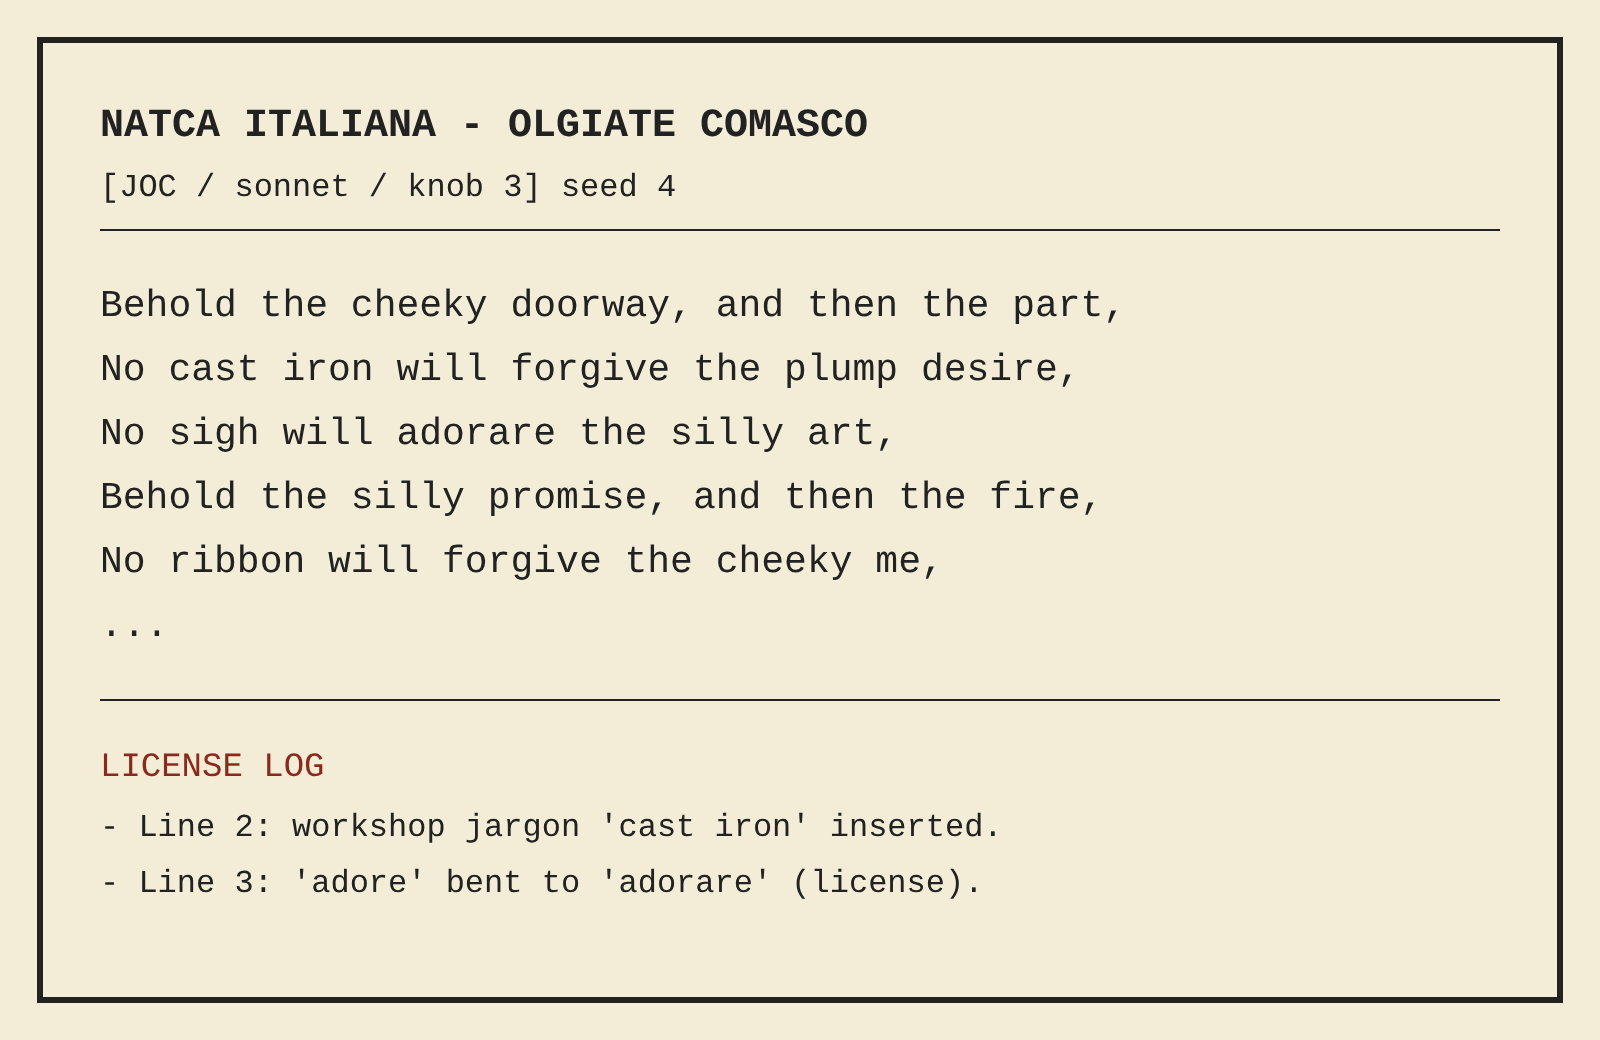 NATCA ITALIANA - OLGIATE COMASCO
[JOC / sonnet / knob 3] seed 4
Behold the cheeky doorway, and then the part,
No cast iron will forgive the plump desire,
No sigh will adorare the silly art,
Behold the silly promise, and then the fire,
No ribbon will forgive the cheeky me,
...
LICENSE LOG
- Line 2: workshop jargon 'cast iron' inserted.
- Line 3: 'adore' bent to 'adorare' (license).